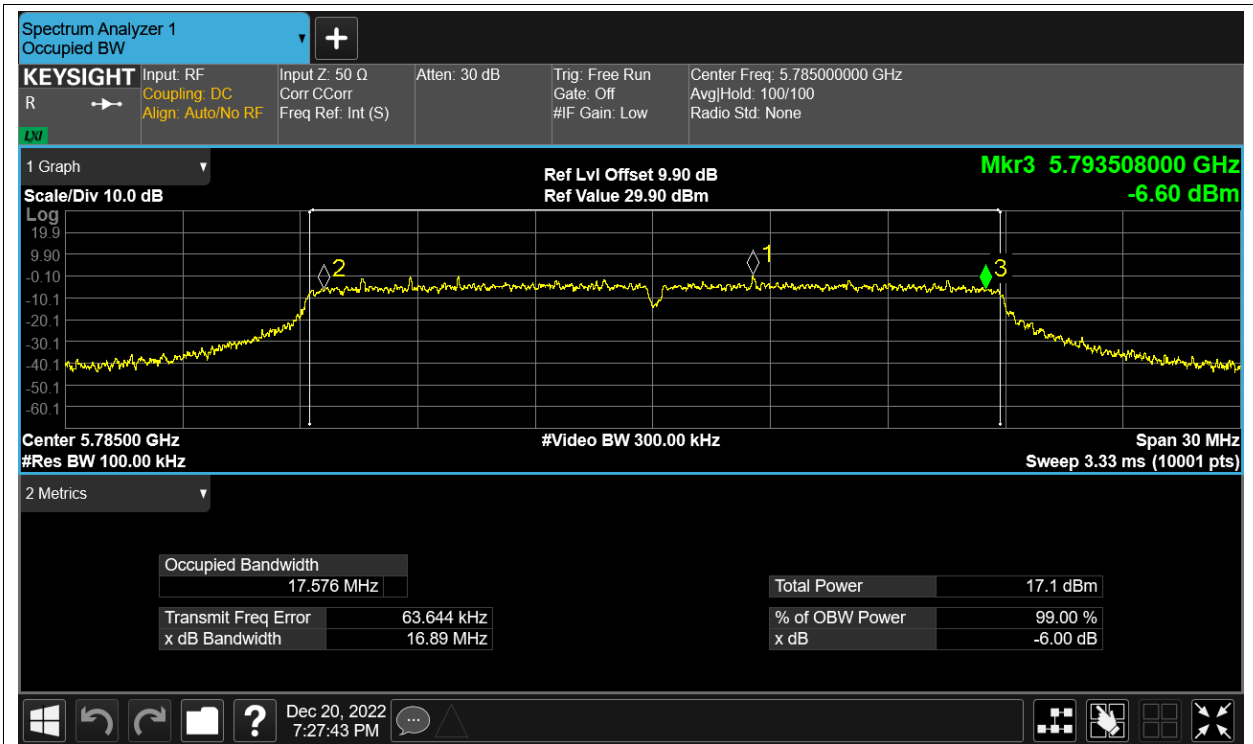 Spectrum Analyzer 1
Occupied BW
KEYSIGHT
R
LXI
Input: RF
Coupling: DC
Align: Auto/No RF
Input Z: 50 Ω
Corr CCorr
Freq Ref: Int (S)
Atten: 30 dB
Trig: Free Run
Gate: Off
#IF Gain: Low
Center Freq: 5.785000000 GHz
Avg|Hold: 100/100
Radio Std: None
1 Graph
Scale/Div 10.0 dB
Ref Lvl Offset 9.90 dB
Ref Value 29.90 dBm
Mkr3 5.793508000 GHz
-6.60 dBm
Log
19.9
9.90
-0.10
-10.1
-20.1
-30.1
-40.1
-50.1
-60.1
2
1
3
Center 5.78500 GHz
#Res BW 100.00 kHz
#Video BW 300.00 kHz
Span 30 MHz
Sweep 3.33 ms (10001 pts)
2 Metrics
Occupied Bandwidth
17.576 MHz
Transmit Freq Error 63.644 kHz
x dB Bandwidth 16.89 MHz
Total Power 17.1 dBm
% of OBW Power 99.00 %
x dB -6.00 dB
?
Dec 20, 2022
7:27:43 PM